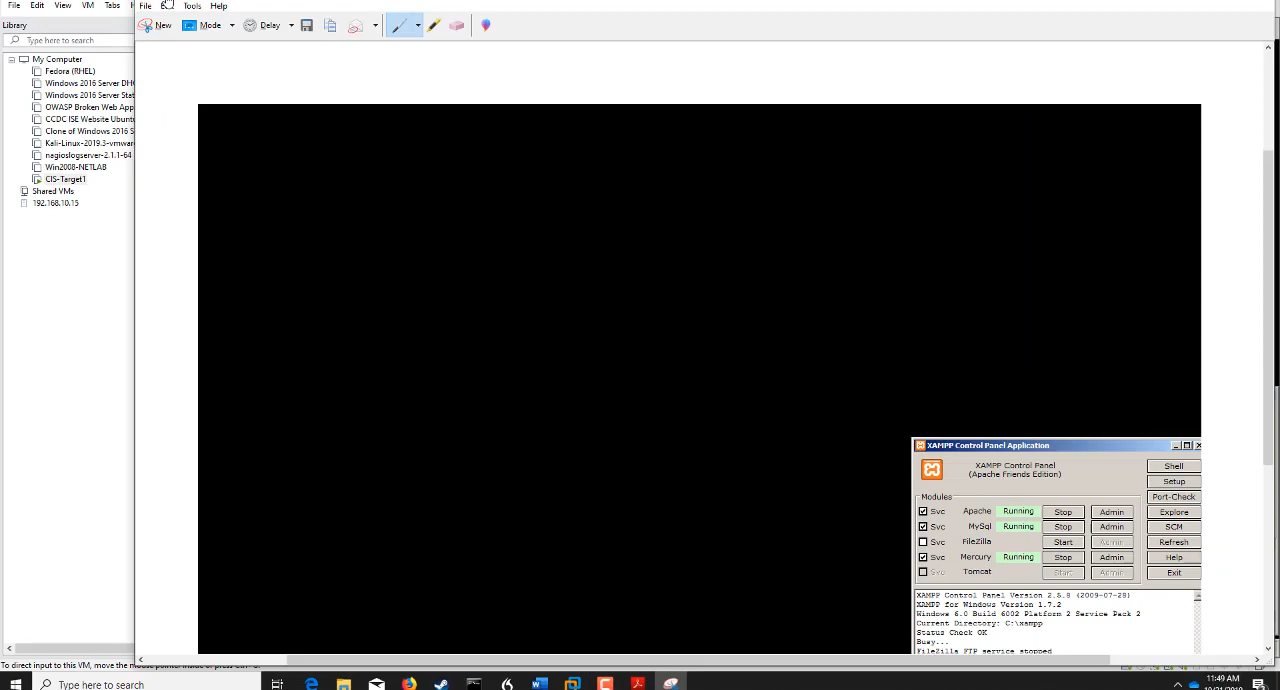 File Edit View VM Tabs
File Tools Help
Library
Type here to search
New Mode Delay
My Computer
Fedora (RHEL)
Windows 2016 Server DHC
Windows 2016 Server Stat
OWASP Broken Web App
CCDC ISE Website Ubuntu
Clone of Windows 2016 S
Kali-Linux-2019.3-vmware
nagioslogserver-2.1.1-64
Win2008-NETLAB
CIS-Target1
Shared VMs
192.168.10.15
XAMPP Control Panel Application
XAMPP Control Panel
(Apache Friends Edition)
Shell
Setup
Modules
Port-Check
Svc Apache Running Stop Admin Explore
Svc MySql Running Stop Admin SCM
Svc FileZilla Start Admin Refresh
Svc Mercury Running Stop Admin Help
Svc Tomcat Start Admin Exit
XAMPP Control Panel Version 2.5.8 (2009-07-28)
XAMPP for Windows Version 1.7.2
Windows 6.0 Build 6002 Platform 2 Service Pack 2
Current Directory: C:\xampp
Status Check OK
Busy...
FileZilla FTP service stopped
To direct input to this VM, move the mouse pointer inside or press Ctrl+G.
Type here to search
11:49 AM
10/21/2019